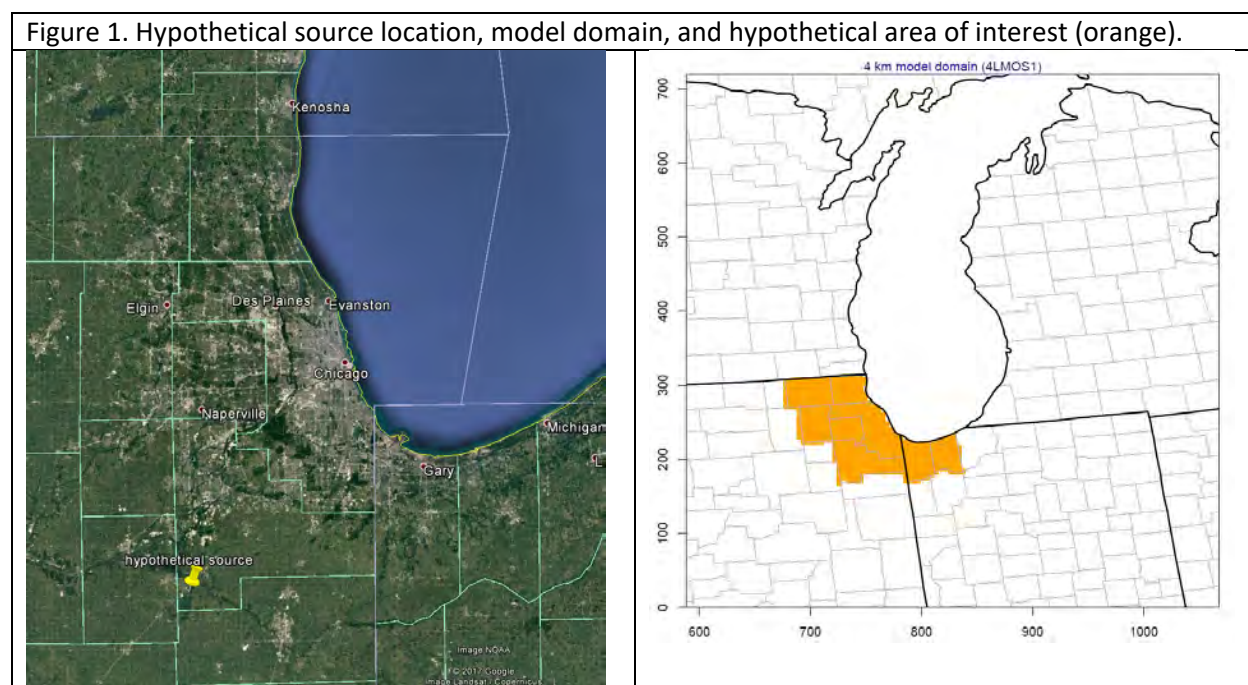 Figure 1. Hypothetical source location, model domain, and hypothetical area of interest (orange).
Kenosha
Elgin
Des Plaines
Evanston
Chicago
Naperville
Michigan
Gary
hypothetical source
Image NOAA
© 2017 Google
Image Landsat / Copernicus
4 km model domain (4LMOS1)
700
600
500
400
300
200
100
0
600
700
800
900
1000